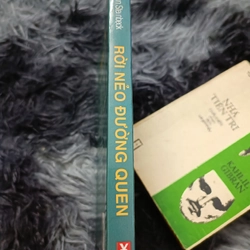 RỜI NẺO ĐƯỜNG QUEN
X
NHÀ
TIÊN TRI
KAHLIL
GIBRAN